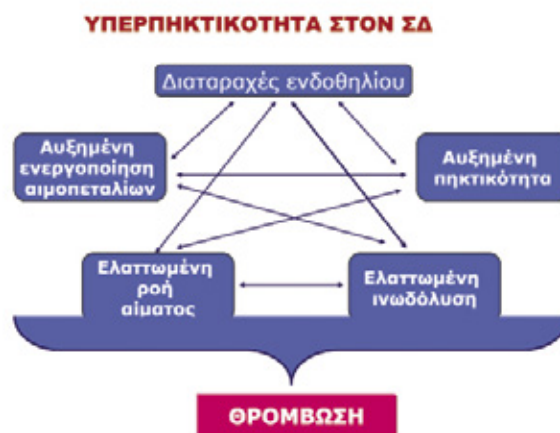 ΥΠΕΡΠΗΚΤΙΚΟΤΗΤΑ ΣΤΟΝ ΣΔ
Διαταραχές ενδοθηλίου
Αυξημένη
ενεργοποίηση
αιμοπεταλίων
Αυξημένη
πηκτικότητα
Ελαττωμένη
ροή
αίματος
Ελαττωμένη
ινωδόλυση
ΘΡΟΜΒΩΣΗ